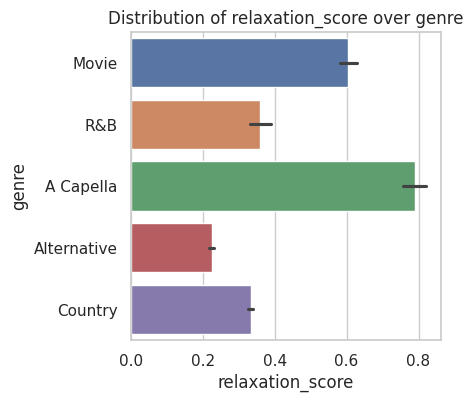 Distribution of relaxation_score over genre
Movie
R&B
A Capella
Alternative
Country
genre
0.0 0.2 0.4 0.6 0.8
relaxation_score